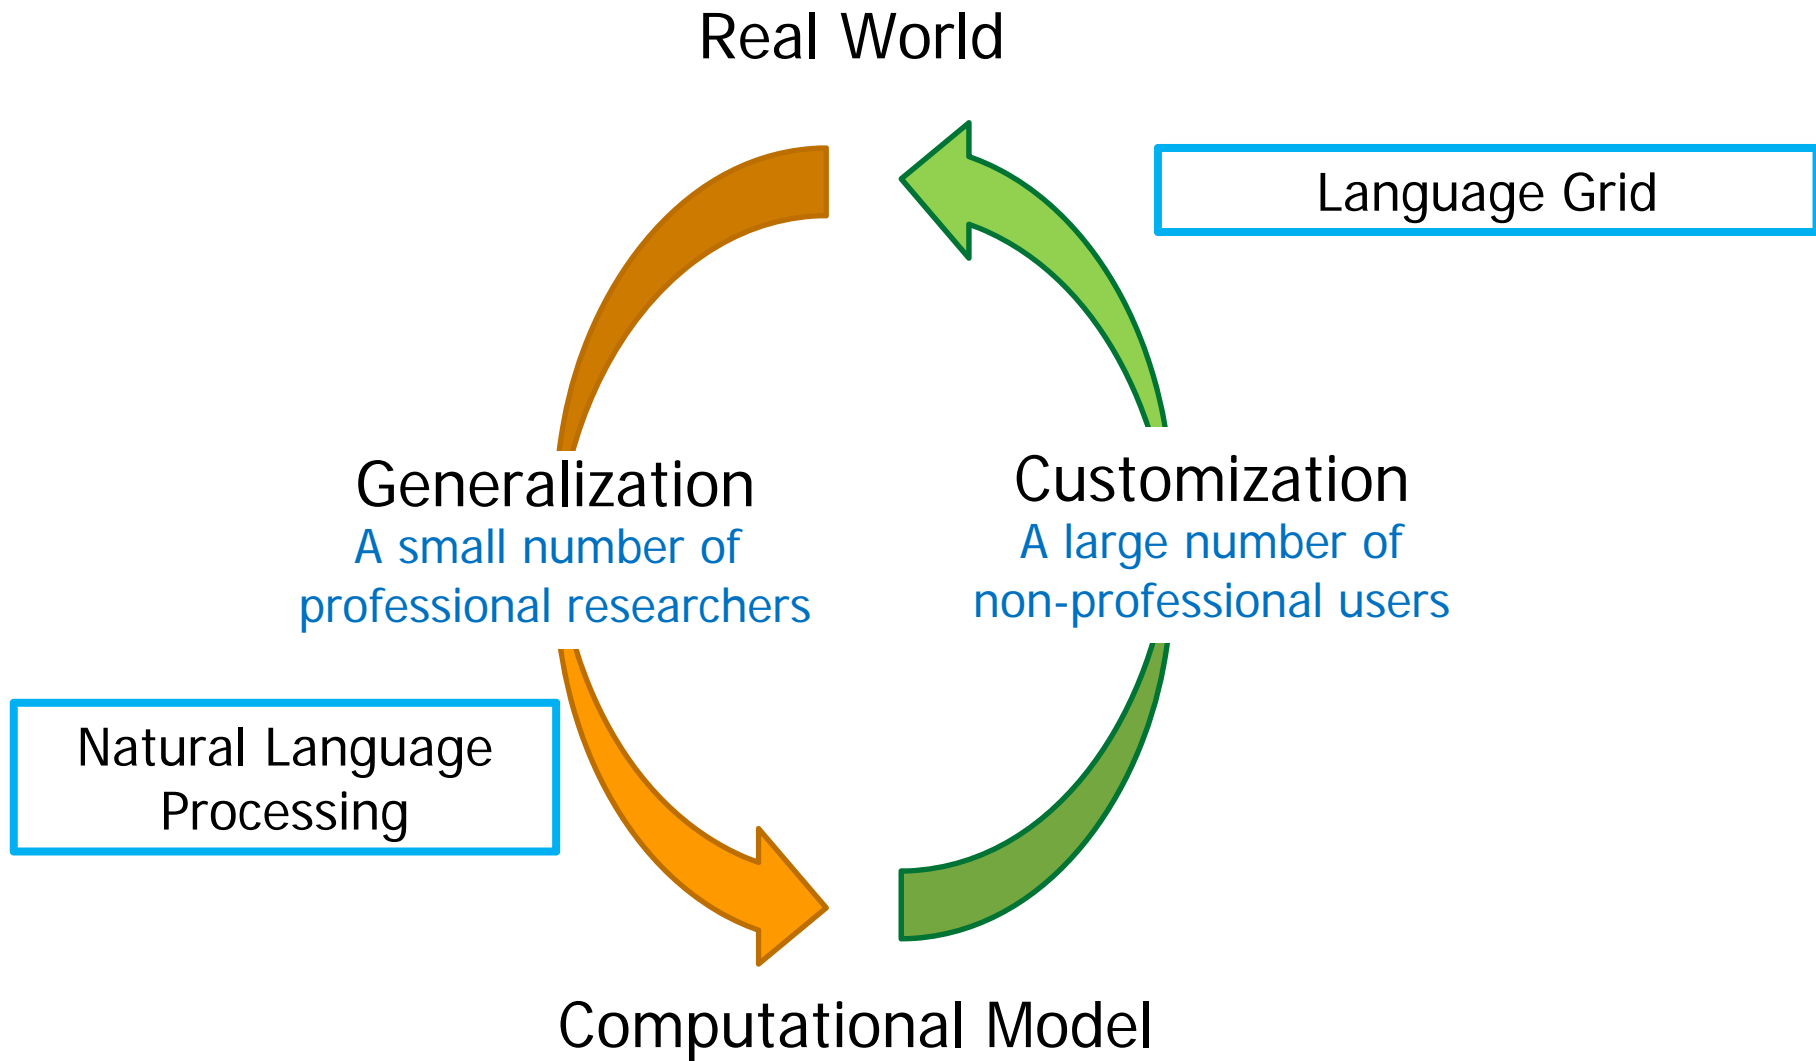 Real World
Language Grid
Generalization
A small number of
professional researchers
Customization
A large number of
non-professional users
Natural Language
Processing
Computational Model